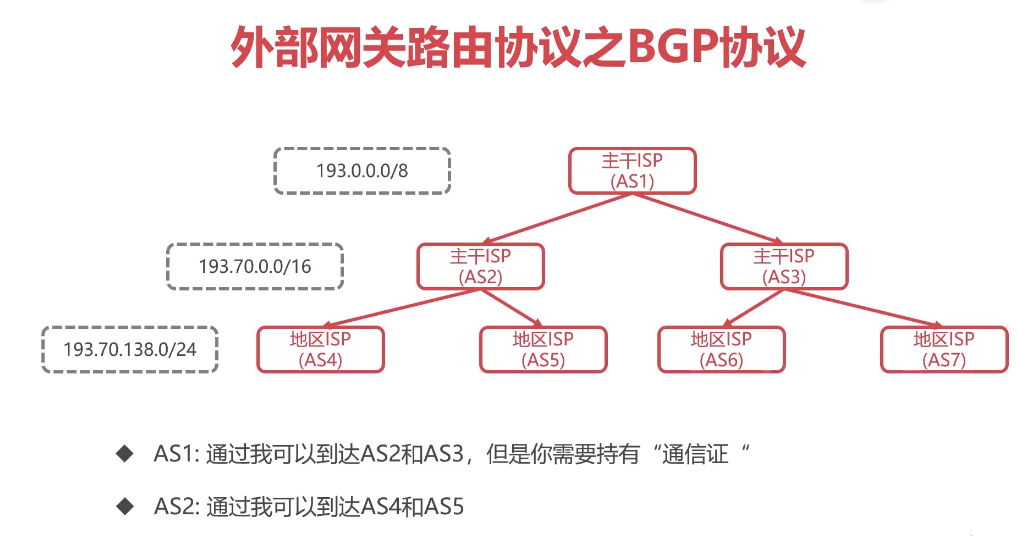 外部网关路由协议之BGP协议
193.0.0.0/8
主干ISP
(AS1)
193.70.0.0/16
主干ISP
(AS2)
主干ISP
(AS3)
193.70.138.0/24
地区ISP
(AS4)
地区ISP
(AS5)
地区ISP
(AS6)
地区ISP
(AS7)
◆ AS1: 通过我可以到达AS2和AS3，但是你需要持有“通信证“
◆ AS2: 通过我可以到达AS4和AS5